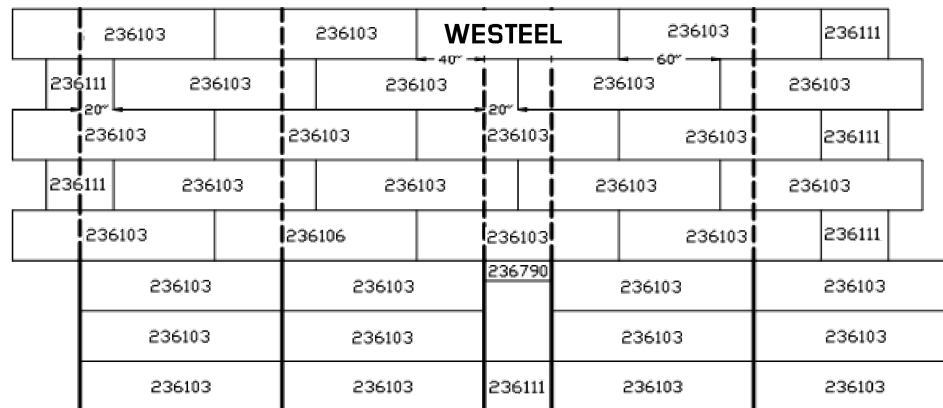 236103 236103 WESTEEL 236103 236111
40″ 60″
236111 236103 236103 236103 236103
20″ 20″
236103 236103 236103 236103 236111
236111 236103 236103 236103 236103
236103 236106 236103 236103 236111
236790
236103 236103 236103 236103
236103 236103 236103 236103
236103 236103 236111 236103 236103